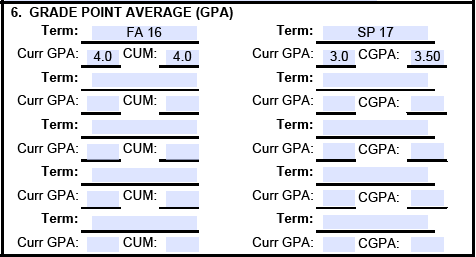 6. GRADE POINT AVERAGE (GPA)
Term: FA 16 Term: SP 17
Curr GPA: 4.0 CUM: 4.0 Curr GPA: 3.0 CGPA: 3.50
Term: Term:
Curr GPA: CUM: Curr GPA: CGPA:
Term: Term:
Curr GPA: CUM: Curr GPA: CGPA:
Term: Term:
Curr GPA: CUM: Curr GPA: CGPA:
Term: Term:
Curr GPA: CUM: Curr GPA: CGPA: